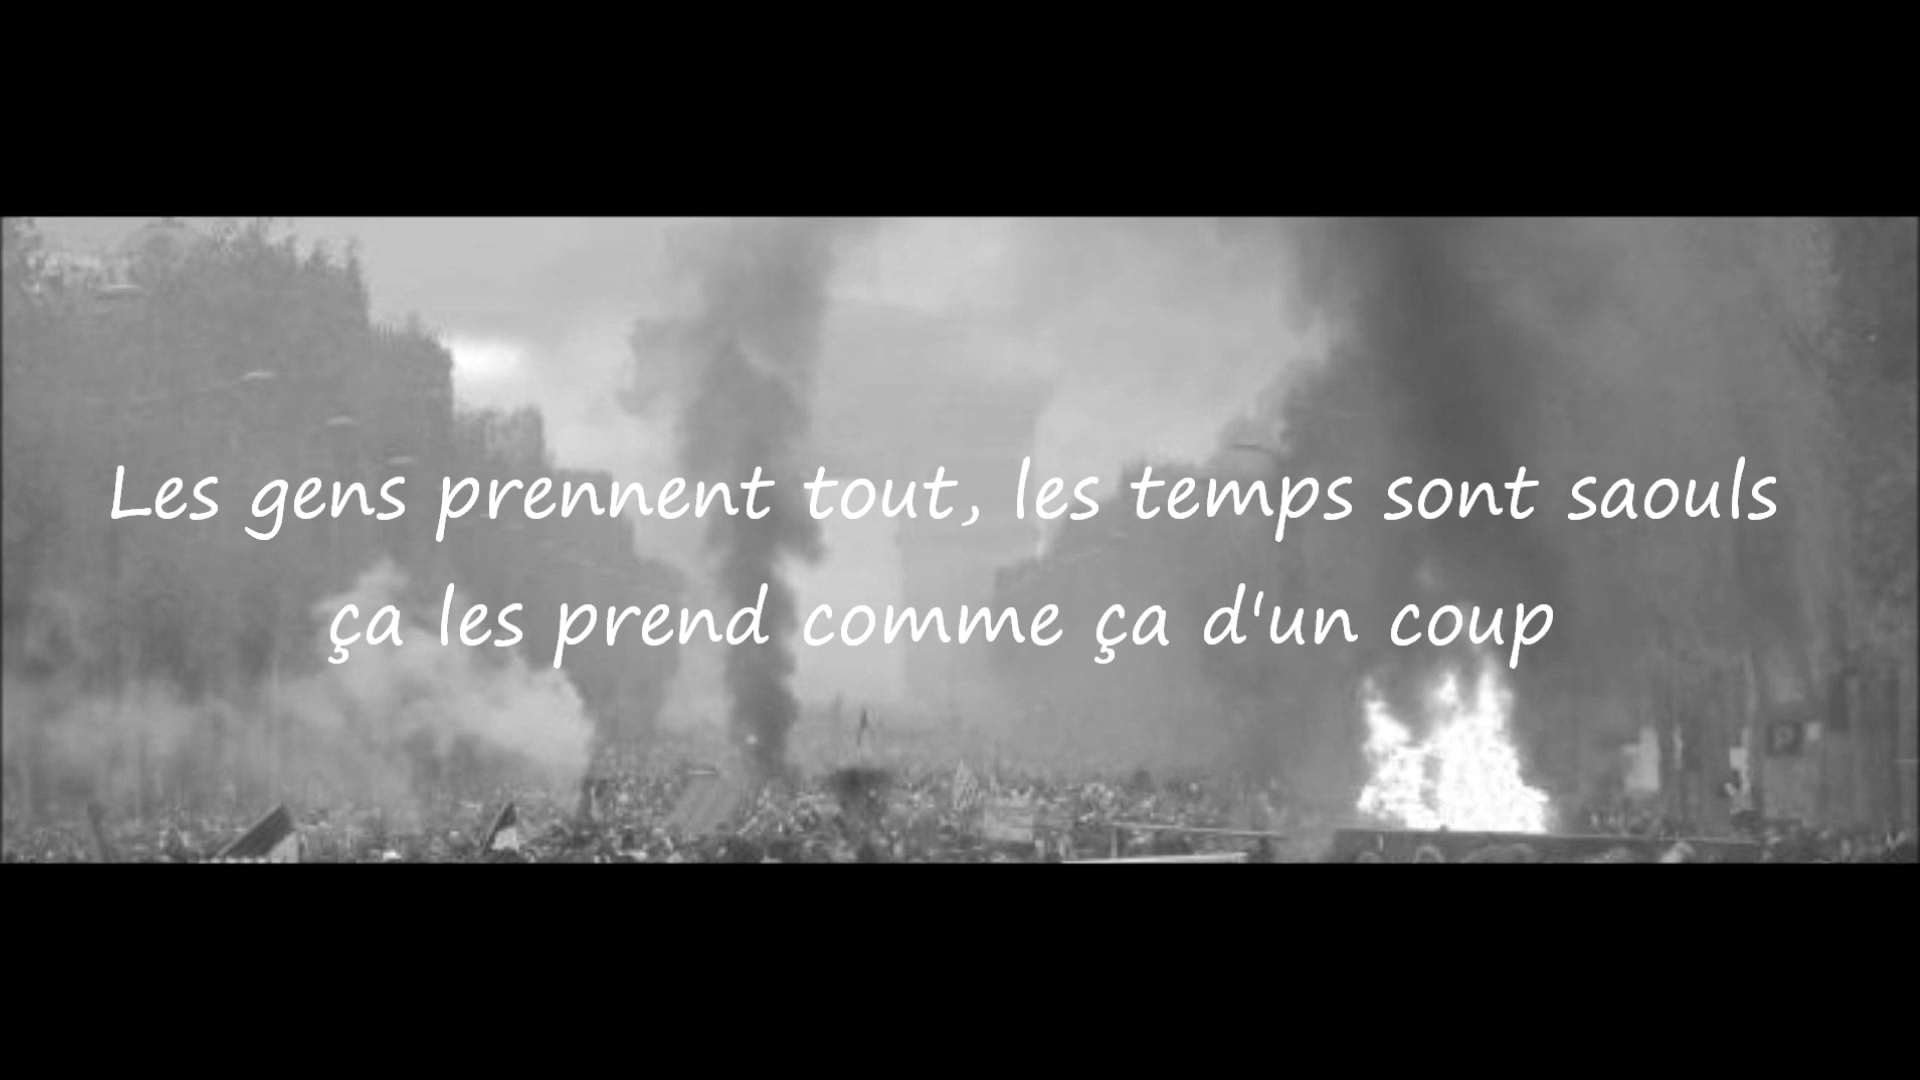 Les gens prennent tout, les temps sont saouls
ça les prend comme ça d'un coup